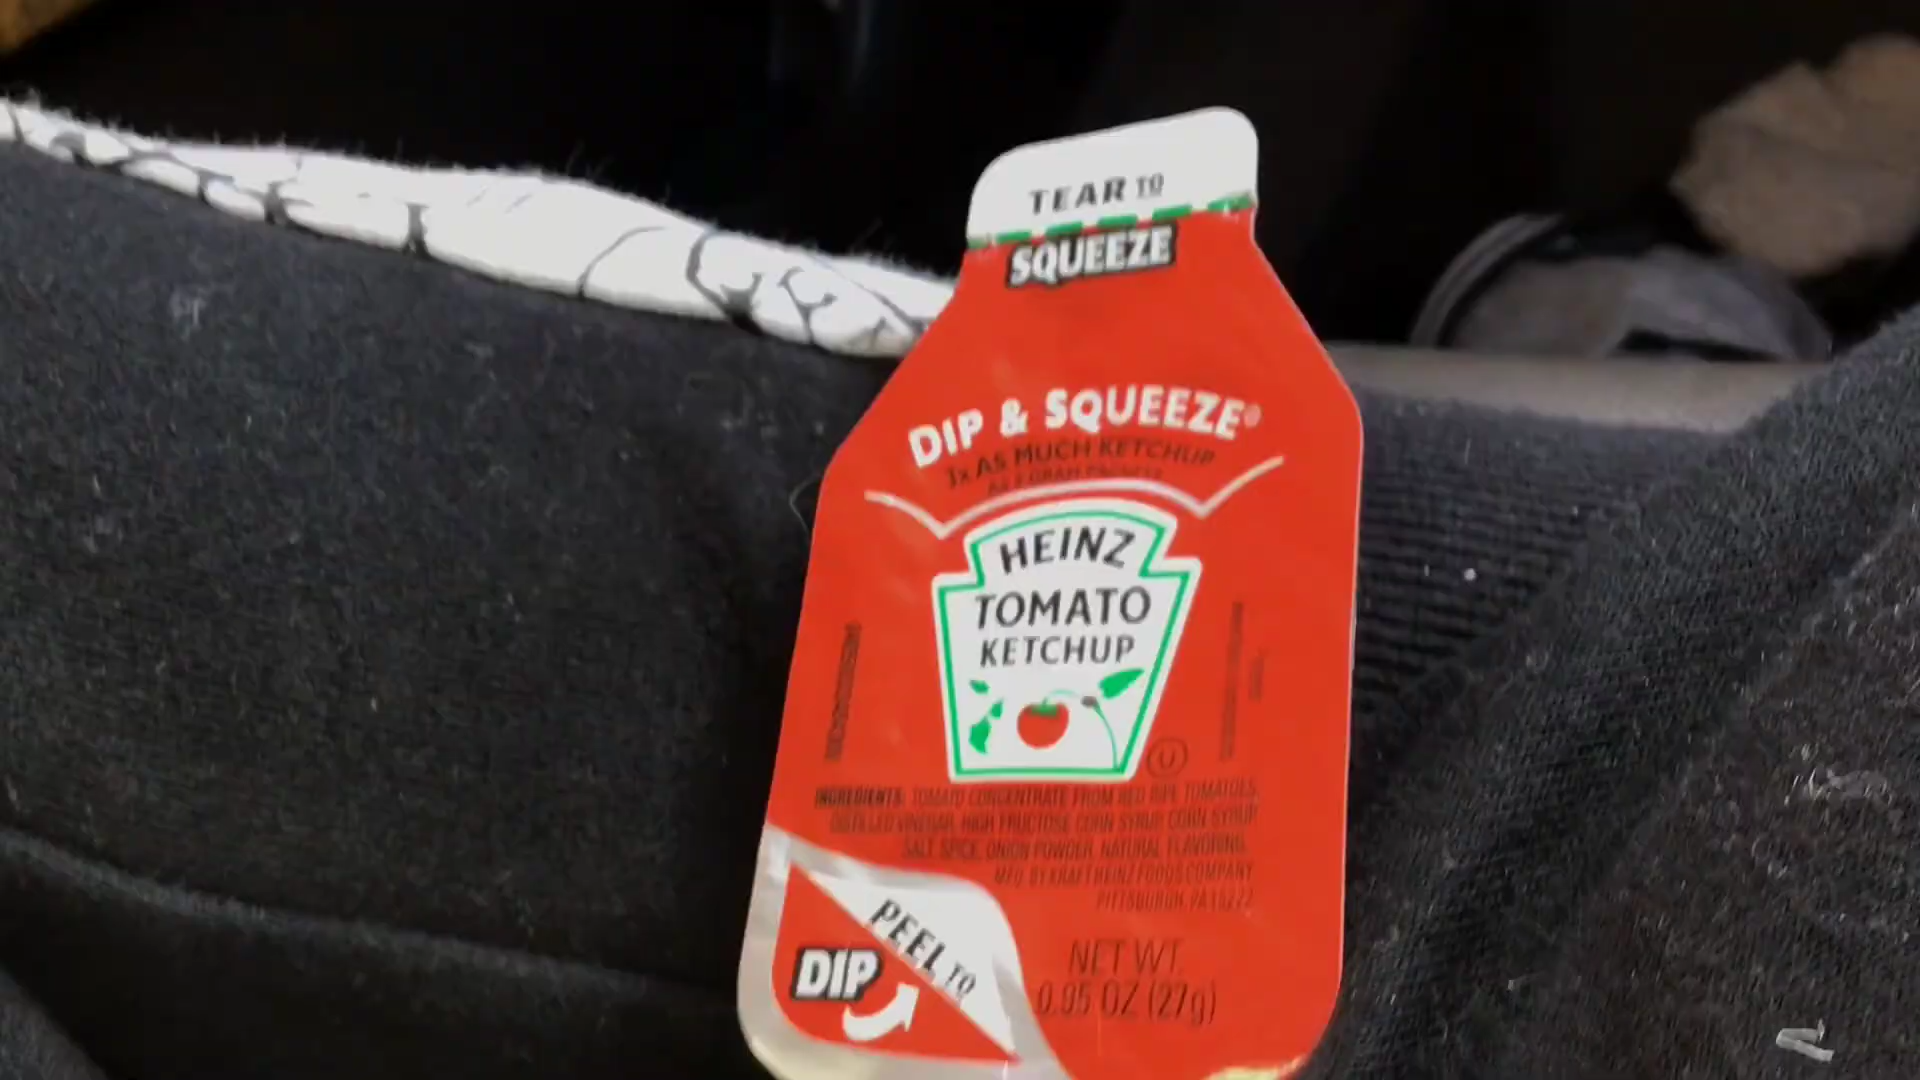 TEAR TO
SQUEEZE
DIP & SQUEEZE®
3x AS MUCH KETCHUP
HEINZ
TOMATO
KETCHUP
U
INGREDIENTS: TOMATO CONCENTRATE FROM RED RIPE TOMATOES,
DISTILLED VINEGAR, HIGH FRUCTOSE CORN SYRUP, CORN SYRUP,
SALT, SPICE, ONION POWDER, NATURAL FLAVORING.
MFG. BY KRAFT HEINZ FOODS COMPANY
PITTSBURGH, PA 15222
PEEL TO
DIP
NET WT.
0.95 OZ (27g)